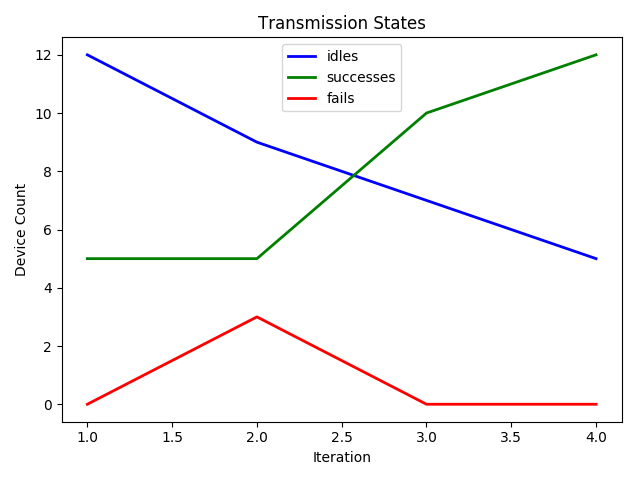 Transmission States
idles
successes
fails
Device Count
12
10
8
6
4
2
0
1.0 1.5 2.0 2.5 3.0 3.5 4.0
Iteration